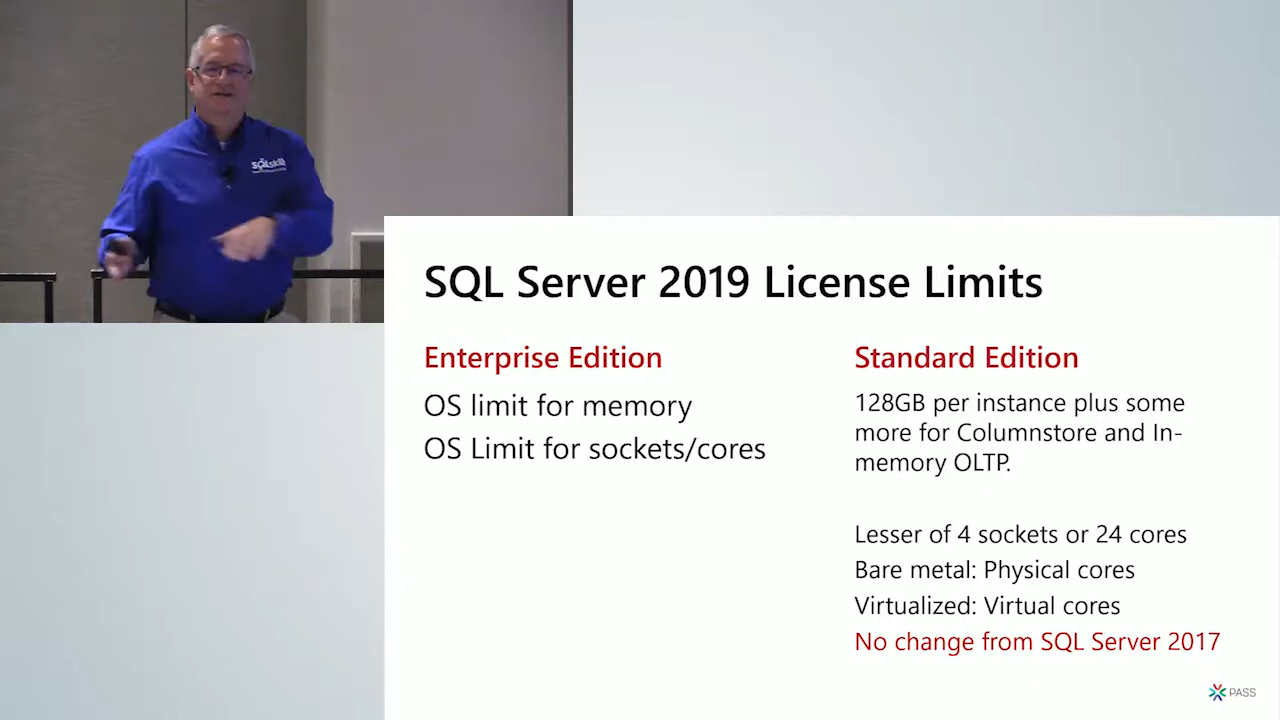 SQLskills
SQL Server 2019 License Limits
Enterprise Edition
OS limit for memory
OS Limit for sockets/cores
Standard Edition
128GB per instance plus some
more for Columnstore and In-
memory OLTP.
Lesser of 4 sockets or 24 cores
Bare metal: Physical cores
Virtualized: Virtual cores
No change from SQL Server 2017
PASS